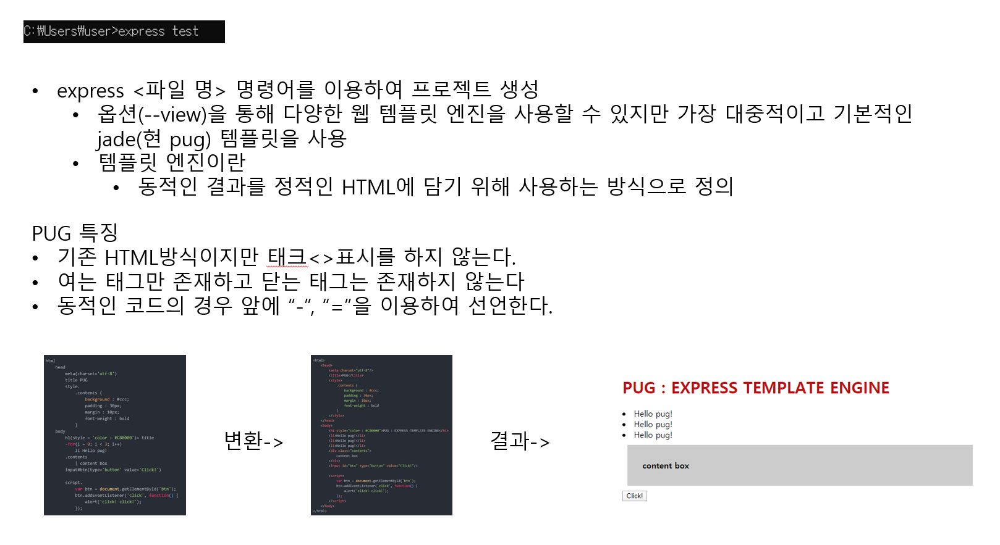 C:₩Users₩user>express test
• express <파일 명> 명령어를 이용하여 프로젝트 생성
• 옵션(--view)을 통해 다양한 웹 템플릿 엔진을 사용할 수 있지만 가장 대중적이고 기본적인
jade(현 pug) 템플릿을 사용
• 템플릿 엔진이란
• 동적인 결과를 정적인 HTML에 담기 위해 사용하는 방식으로 정의
PUG 특징
• 기존 HTML방식이지만 태크<>표시를 하지 않는다.
• 여는 태그만 존재하고 닫는 태그는 존재하지 않는다
• 동적인 코드의 경우 앞에 “-”, “=”을 이용하여 선언한다.
html
head
meta(charset='utf-8')
title PUG
style.
.contents {
background : #ccc;
padding : 30px;
margin : 10px;
font-weight : bold
}
body
h1(style = 'color : #C80000')= title
-for(i = 0; i < 3; i++)
li Hello pug!
.contents
| content box
input#btn(type='button' value='Click!')
script.
var btn = document.getElementById('btn');
btn.addEventListener('click', function() {
alert('click! click!');
});
변환->
<html>
<head>
<meta charset="utf-8"/>
<title>PUG</title>
<style>
.contents {
background : #ccc;
padding : 30px;
margin : 10px;
font-weight : bold
}
</style>
</head>
<body>
<h1 style="color : #C80000">PUG : EXPRESS TEMPLATE ENGINE</h1>
<li>Hello pug!</li>
<li>Hello pug!</li>
<li>Hello pug!</li>
<div class="contents">
content box
</div>
<input id="btn" type="button" value="Click!"/>
<script>
var btn = document.getElementById('btn');
btn.addEventListener('click', function() {
alert('click! click!');
});
</script>
</body>
</html>
결과->
PUG : EXPRESS TEMPLATE ENGINE
• Hello pug!
• Hello pug!
• Hello pug!
content box
Click!